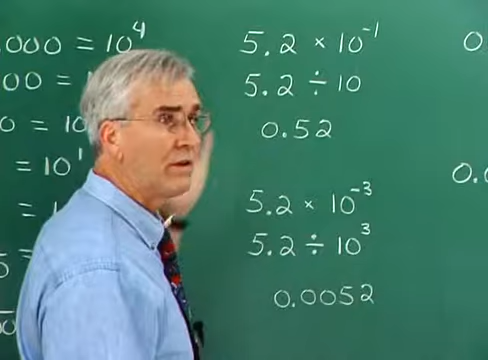 .000 = 10⁴
00 = 1
0 = 10
= 10¹
= 1
=
5.2 × 10⁻¹
5.2 ÷ 10
0.52
5.2 × 10⁻³
5.2 ÷ 10³
0.0052
0.
0.0